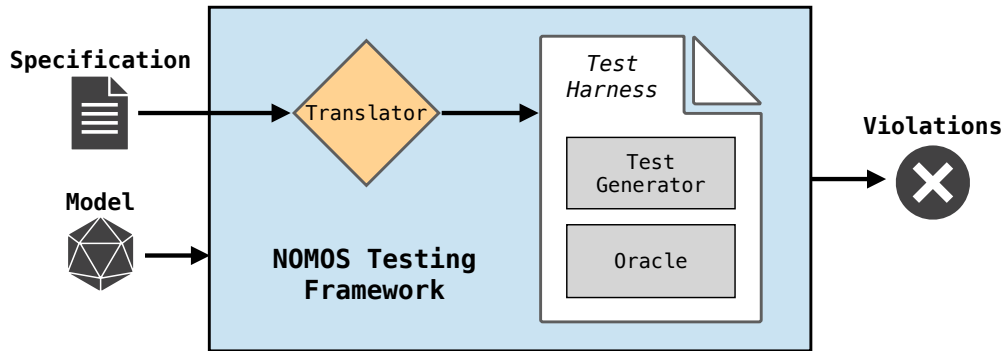 Specification
Model
Translator
NOMOS Testing
Framework
Test
Harness
Test
Generator
Oracle
Violations